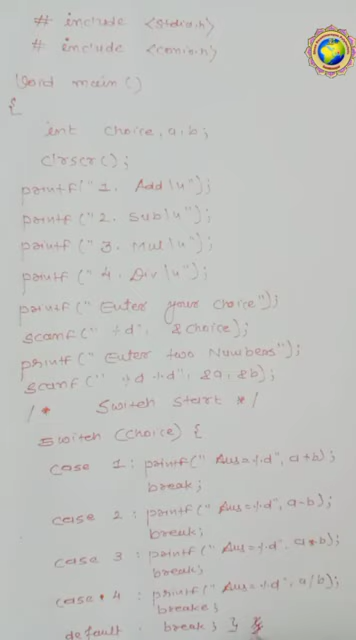 # include <stdio.h>
# include <conio.h>
Void main()
{
int choice, a, b;
clrscr();
printf("1. Add\n");
printf("2. Sub\n");
printf("3. Mul\n");
printf("4. Div\n");
printf("Enter your choice");
scanf("%d", &choice);
printf("Enter two Numbers");
scanf("%d%d", &a, &b);
/* Switch start */
Switch (choice) {
case 1: printf("Ans=%d", a+b);
break;
case 2: printf("Ans=%d", a-b);
break;
case 3: printf("Ans=%d", a*b);
break;
case 4: printf("Ans=%d", a/b);
break;
default: break; } }